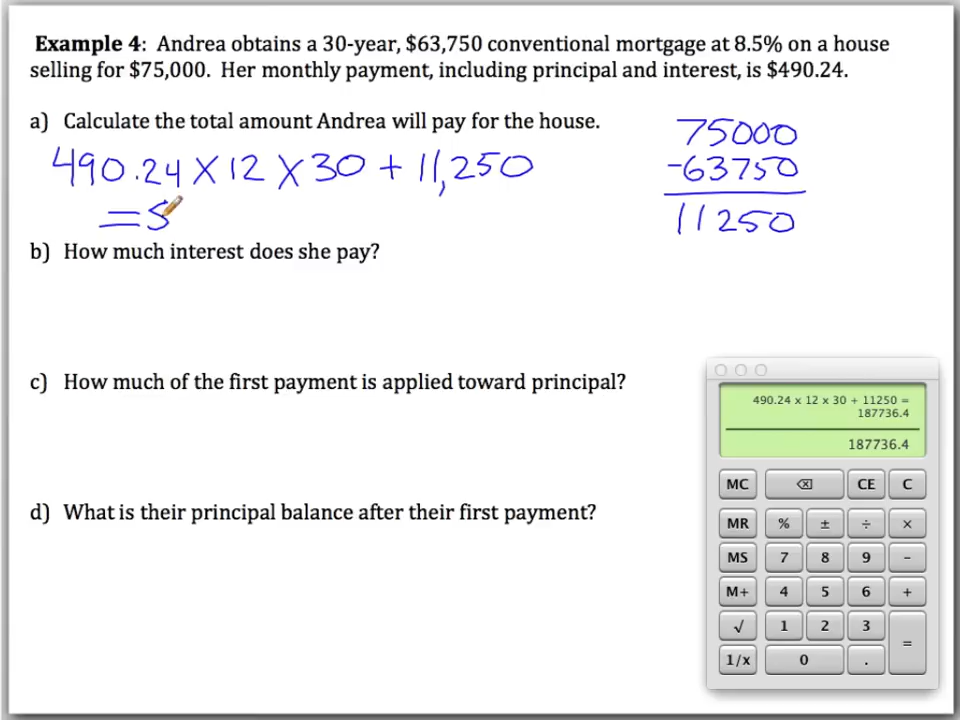 Example 4: Andrea obtains a 30-year, $63,750 conventional mortgage at 8.5% on a house
selling for $75,000. Her monthly payment, including principal and interest, is $490.24.
a) Calculate the total amount Andrea will pay for the house.
490.24 X 12 X 30 + 11,250
=
75000
-63750
11250
b) How much interest does she pay?
c) How much of the first payment is applied toward principal?
d) What is their principal balance after their first payment?
490.24 x 12 x 30 + 11250 =
187736.4
187736.4
MC ⌫ CE C
MR % ± ÷ ×
MS 7 8 9 −
M+ 4 5 6 +
√ 1 2 3 =
1/x 0 .